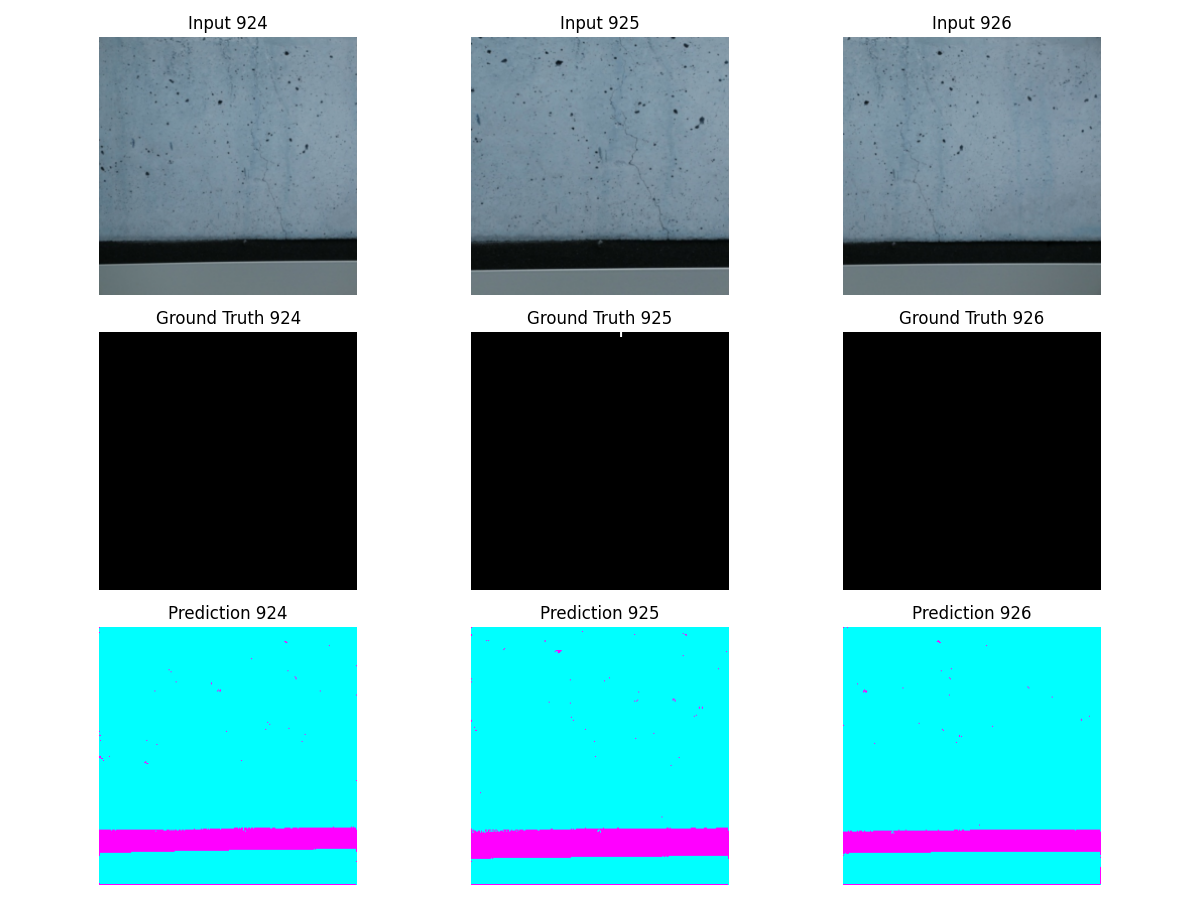 Input 924
Input 925
Input 926
Ground Truth 924
Ground Truth 925
Ground Truth 926
Prediction 924
Prediction 925
Prediction 926